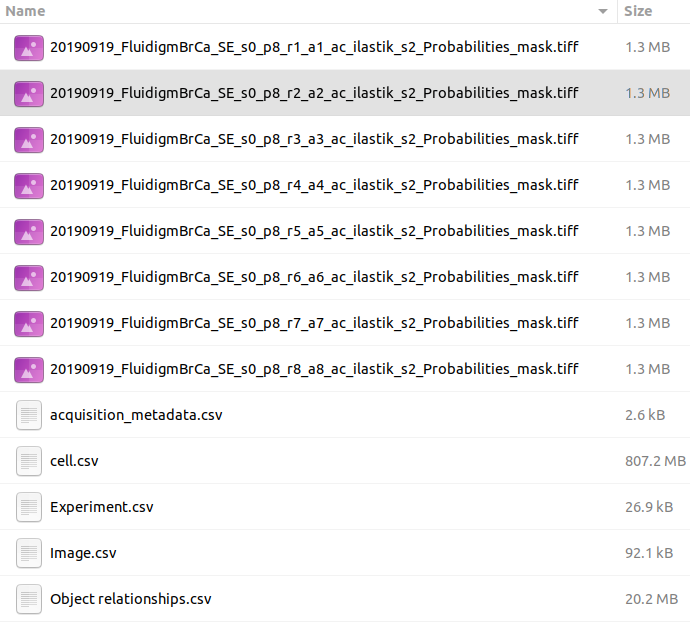 Name Size
20190919_FluidigmBrCa_SE_s0_p8_r1_a1_ac_ilastik_s2_Probabilities_mask.tiff 1.3 MB
20190919_FluidigmBrCa_SE_s0_p8_r2_a2_ac_ilastik_s2_Probabilities_mask.tiff 1.3 MB
20190919_FluidigmBrCa_SE_s0_p8_r3_a3_ac_ilastik_s2_Probabilities_mask.tiff 1.3 MB
20190919_FluidigmBrCa_SE_s0_p8_r4_a4_ac_ilastik_s2_Probabilities_mask.tiff 1.3 MB
20190919_FluidigmBrCa_SE_s0_p8_r5_a5_ac_ilastik_s2_Probabilities_mask.tiff 1.3 MB
20190919_FluidigmBrCa_SE_s0_p8_r6_a6_ac_ilastik_s2_Probabilities_mask.tiff 1.3 MB
20190919_FluidigmBrCa_SE_s0_p8_r7_a7_ac_ilastik_s2_Probabilities_mask.tiff 1.3 MB
20190919_FluidigmBrCa_SE_s0_p8_r8_a8_ac_ilastik_s2_Probabilities_mask.tiff 1.3 MB
acquisition_metadata.csv 2.6 kB
cell.csv 807.2 MB
Experiment.csv 26.9 kB
Image.csv 92.1 kB
Object relationships.csv 20.2 MB